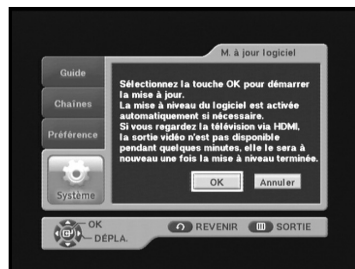 M. à jour logiciel
Guide
Chaînes
Préférence
Système
Sélectionnez la touche OK pour démarrer
la mise à jour.
La mise à niveau du logiciel est activée
automatiquement si nécessaire.
Si vous regardez la télévision via HDMI,
la sortie vidéo n'est pas disponible
pendant quelques minutes, elle le sera à
nouveau une fois la mise à niveau terminée.
OK
Annuler
OK
DÉPLA.
REVENIR
SORTIE